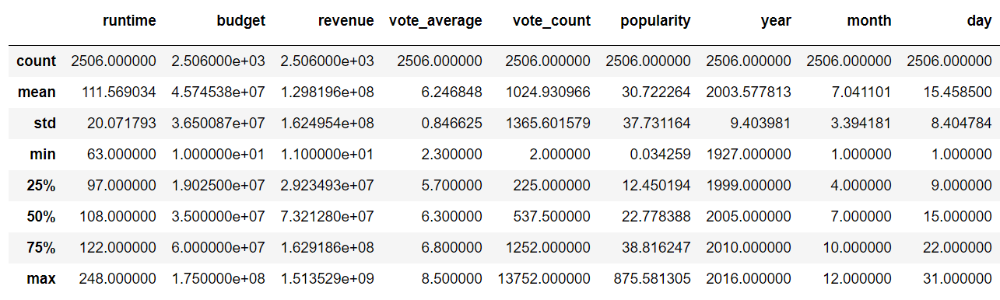 runtime budget revenue vote_average vote_count popularity year month day
count 2506.000000 2.506000e+03 2.506000e+03 2506.000000 2506.000000 2506.000000 2506.000000 2506.000000 2506.000000
mean 111.569034 4.574538e+07 1.298196e+08 6.246848 1024.930966 30.722264 2003.577813 7.041101 15.458500
std 20.071793 3.650087e+07 1.624954e+08 0.846625 1365.601579 37.731164 9.403981 3.394181 8.404784
min 63.000000 1.000000e+01 1.100000e+01 2.300000 2.000000 0.034259 1927.000000 1.000000 1.000000
25% 97.000000 1.902500e+07 2.923493e+07 5.700000 225.000000 12.450194 1999.000000 4.000000 9.000000
50% 108.000000 3.500000e+07 7.321280e+07 6.300000 537.500000 22.778388 2005.000000 7.000000 15.000000
75% 122.000000 6.000000e+07 1.629186e+08 6.800000 1252.000000 38.816247 2010.000000 10.000000 22.000000
max 248.000000 1.750000e+08 1.513529e+09 8.500000 13752.000000 875.581305 2016.000000 12.000000 31.000000